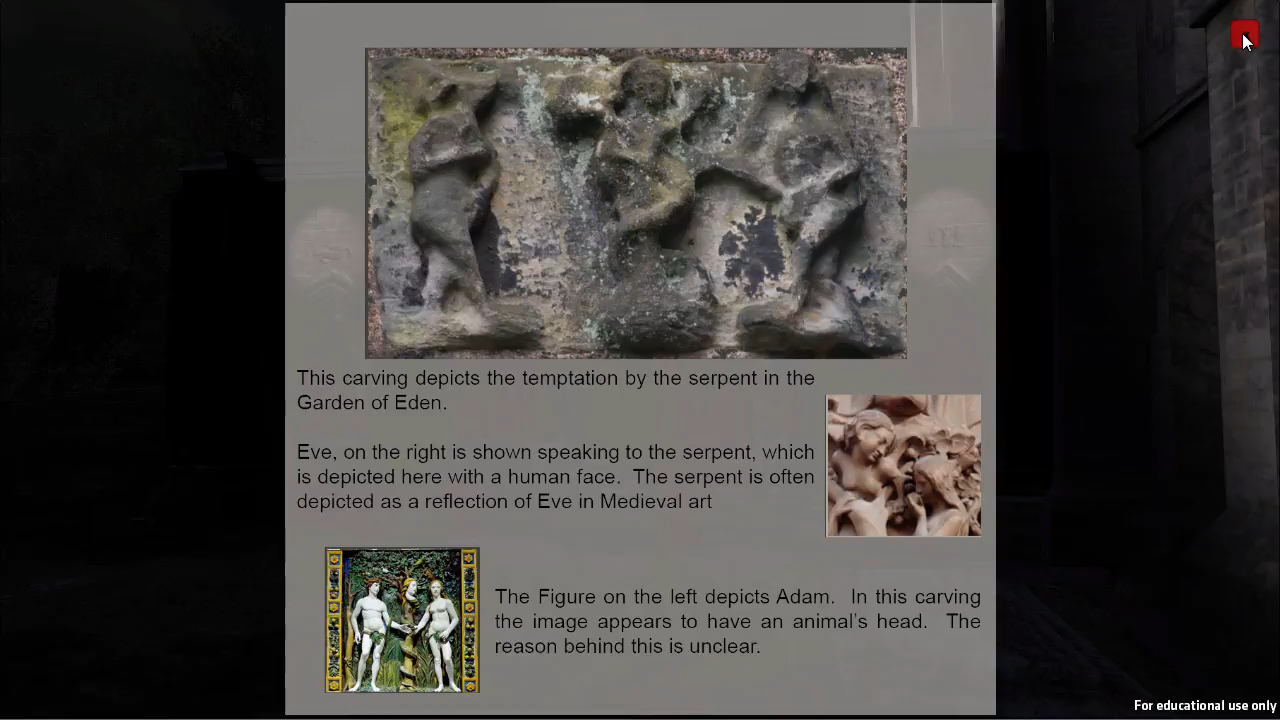 This carving depicts the temptation by the serpent in the
Garden of Eden.
Eve, on the right is shown speaking to the serpent, which
is depicted here with a human face. The serpent is often
depicted as a reflection of Eve in Medieval art
The Figure on the left depicts Adam. In this carving
the image appears to have an animal's head. The
reason behind this is unclear.
For educational use only